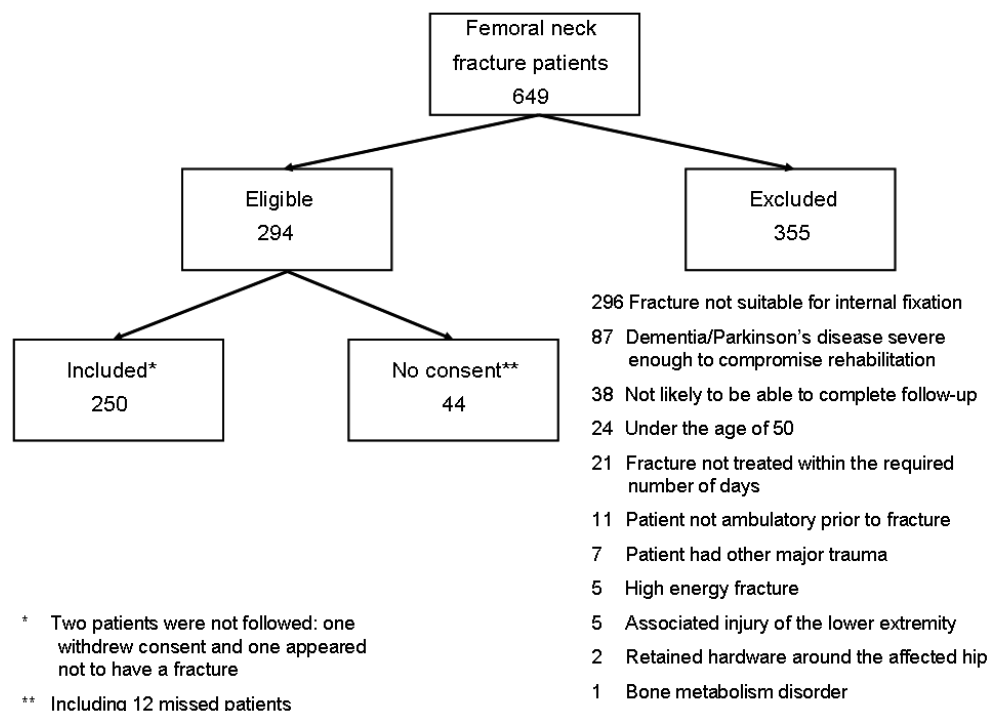 Femoral neck
fracture patients
649
Eligible
294
Excluded
355
Included*
250
No consent**
44
296 Fracture not suitable for internal fixation
87 Dementia/Parkinson's disease severe
enough to compromise rehabilitation
38 Not likely to be able to complete follow-up
24 Under the age of 50
21 Fracture not treated within the required
number of days
11 Patient not ambulatory prior to fracture
7 Patient had other major trauma
5 High energy fracture
5 Associated injury of the lower extremity
2 Retained hardware around the affected hip
1 Bone metabolism disorder
* Two patients were not followed: one
withdrew consent and one appeared
not to have a fracture
** Including 12 missed patients